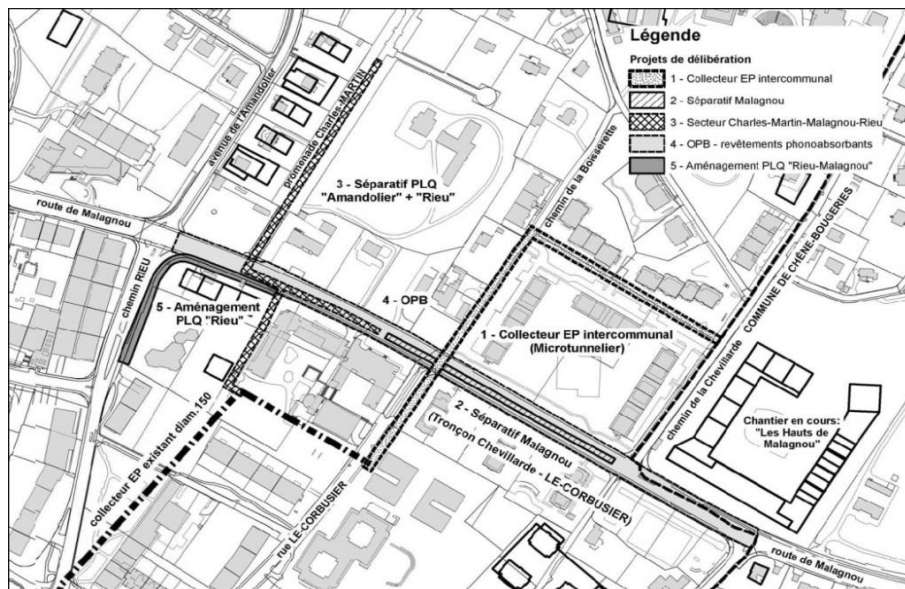 Légende
Projets de délibération
1 - Collecteur EP intercommunal
2 - Séparatif Malagnou
3 - Secteur Charles-Martin-Malagnou-Rieu
4 - OPB - revêtements phonoabsorbants
5 - Aménagement PLQ "Rieu-Malagnou"
avenue de l'Amandolier
promenade Charles-MARTIN
3 - Séparatif PLQ
"Amandolier" + "Rieu"
chemin de la Boisserette
route de Malagnou
chemin RIEU
COMMUNE DE CHÊNE-BOUGERIES
4 - OPB
5 - Aménagement
PLQ "Rieu"
1 - Collecteur EP intercommunal
(Microtunnelier)
chemin de la Chevillarde
Chantier en cours:
"Les Hauts de
Malagnou"
2 - Séparatif Malagnou
(Tronçon Chevillarde - LE-CORBUSIER)
collecteur EP existant diam.150
rue LE-CORBUSIER
route de Malagnou